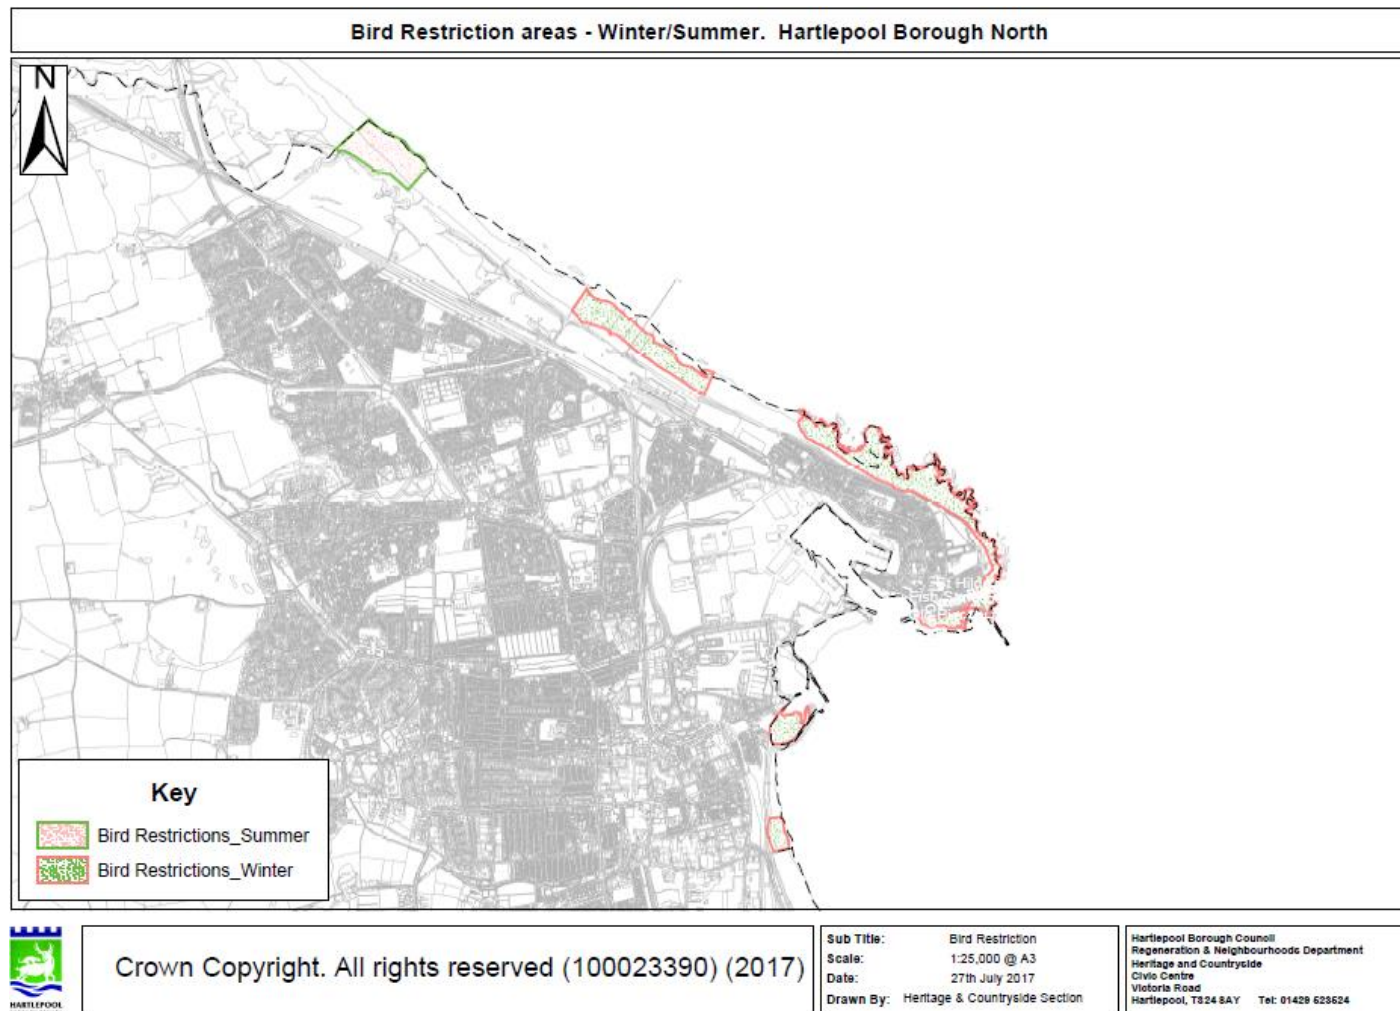 Bird Restriction areas - Winter/Summer. Hartlepool Borough North
N
Key
Bird Restrictions_Summer
Bird Restrictions_Winter
HARTLEPOOL
Crown Copyright. All rights reserved (100023390) (2017)
Sub Title: Bird Restriction
Scale: 1:25,000 @ A3
Date: 27th July 2017
Drawn By: Heritage & Countryside Section
Hartlepool Borough Council
Regeneration & Neighbourhoods Department
Heritage and Countryside
Civic Centre
Victoria Road
Hartlepool, TS24 8AY Tel: 01429 523524